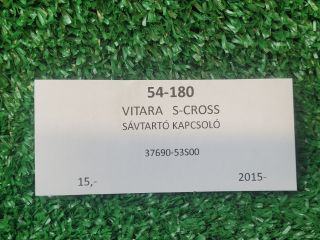 54-180
VITARA S-CROSS
SÁVTARTÓ KAPCSOLÓ
37690-53S00
15,- 2015-